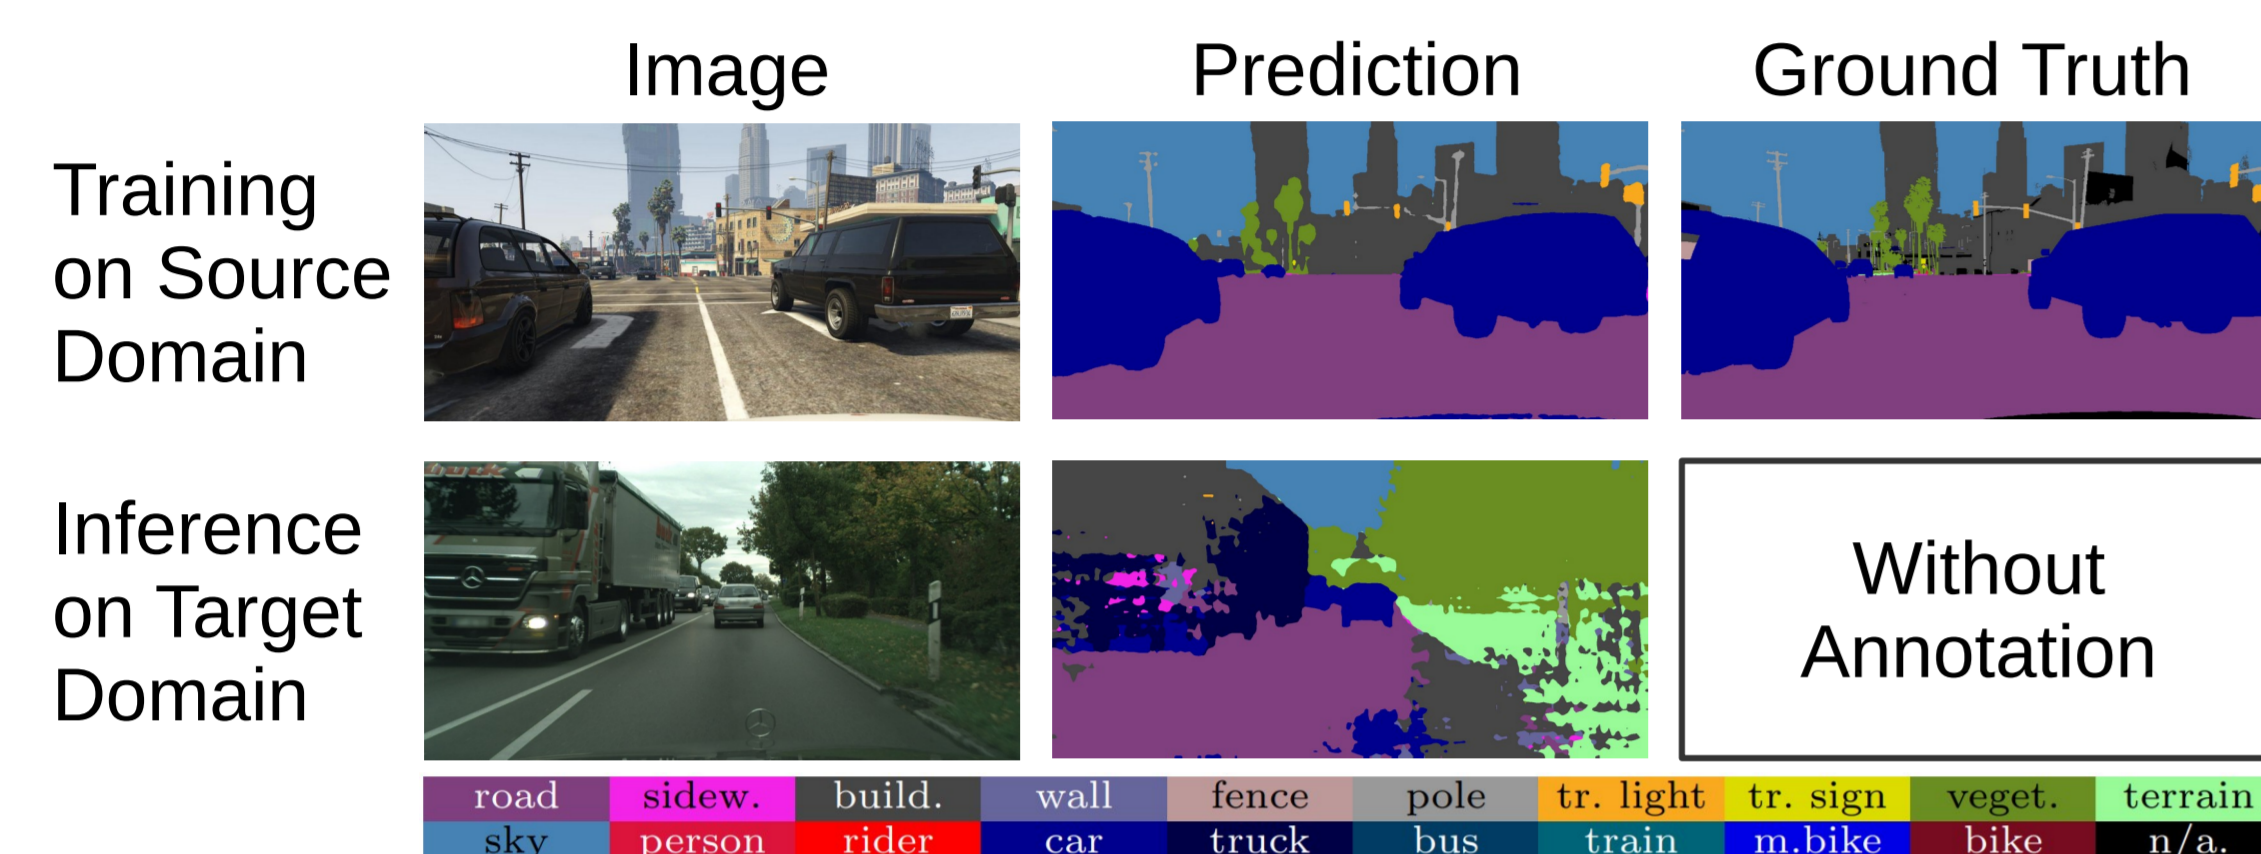 Image Prediction Ground Truth
Training
on Source
Domain
Inference
on Target
Domain
Without
Annotation
road sidew. build. wall fence pole tr. light tr. sign veget. terrain
sky person rider car truck bus train m.bike bike n/a.